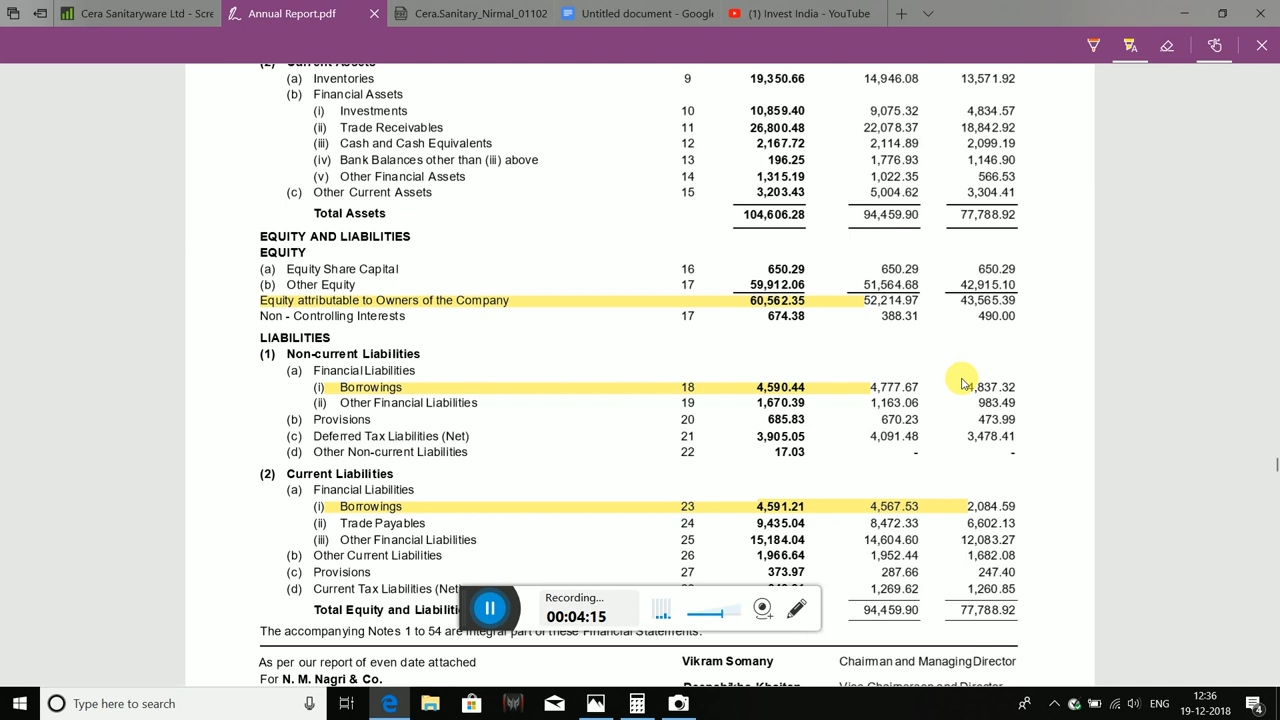 Cera Sanitaryware Ltd - Scre
Annual Report.pdf
Cera.Sanitary_Nirmal_01102
Untitled document - Google
(1) Invest India - YouTube
(2) Current Assets
(a) Inventories 9 19,350.66 14,946.08 13,571.92
(b) Financial Assets
(i) Investments 10 10,859.40 9,075.32 4,834.57
(ii) Trade Receivables 11 26,800.48 22,078.37 18,842.92
(iii) Cash and Cash Equivalents 12 2,167.72 2,114.89 2,099.19
(iv) Bank Balances other than (iii) above 13 196.25 1,776.93 1,146.90
(v) Other Financial Assets 14 1,315.19 1,022.35 566.53
(c) Other Current Assets 15 3,203.43 5,004.62 3,304.41
Total Assets 104,606.28 94,459.90 77,788.92
EQUITY AND LIABILITIES
EQUITY
(a) Equity Share Capital 16 650.29 650.29 650.29
(b) Other Equity 17 59,912.06 51,564.68 42,915.10
Equity attributable to Owners of the Company 60,562.35 52,214.97 43,565.39
Non - Controlling Interests 17 674.38 388.31 490.00
LIABILITIES
(1) Non-current Liabilities
(a) Financial Liabilities
(i) Borrowings 18 4,590.44 4,777.67 4,837.32
(ii) Other Financial Liabilities 19 1,670.39 1,163.06 983.49
(b) Provisions 20 685.83 670.23 473.99
(c) Deferred Tax Liabilities (Net) 21 3,905.05 4,091.48 3,478.41
(d) Other Non-current Liabilities 22 17.03 - -
(2) Current Liabilities
(a) Financial Liabilities
(i) Borrowings 23 4,591.21 4,567.53 2,084.59
(ii) Trade Payables 24 9,435.04 8,472.33 6,602.13
(iii) Other Financial Liabilities 25 15,184.04 14,604.60 12,083.27
(b) Other Current Liabilities 26 1,966.64 1,952.44 1,682.08
(c) Provisions 27 373.97 287.66 247.40
(d) Current Tax Liabilities (Net 1,269.62 1,260.85
Total Equity and Liabilitie 94,459.90 77,788.92
Recording...
00:04:15
The accompanying Notes 1 to 54 are integral part of these Financial Statements.
As per our report of even date attached Vikram Somany Chairman and Managing Director
For N. M. Nagri & Co.
Type here to search
ENG
12:36
19-12-2018
4